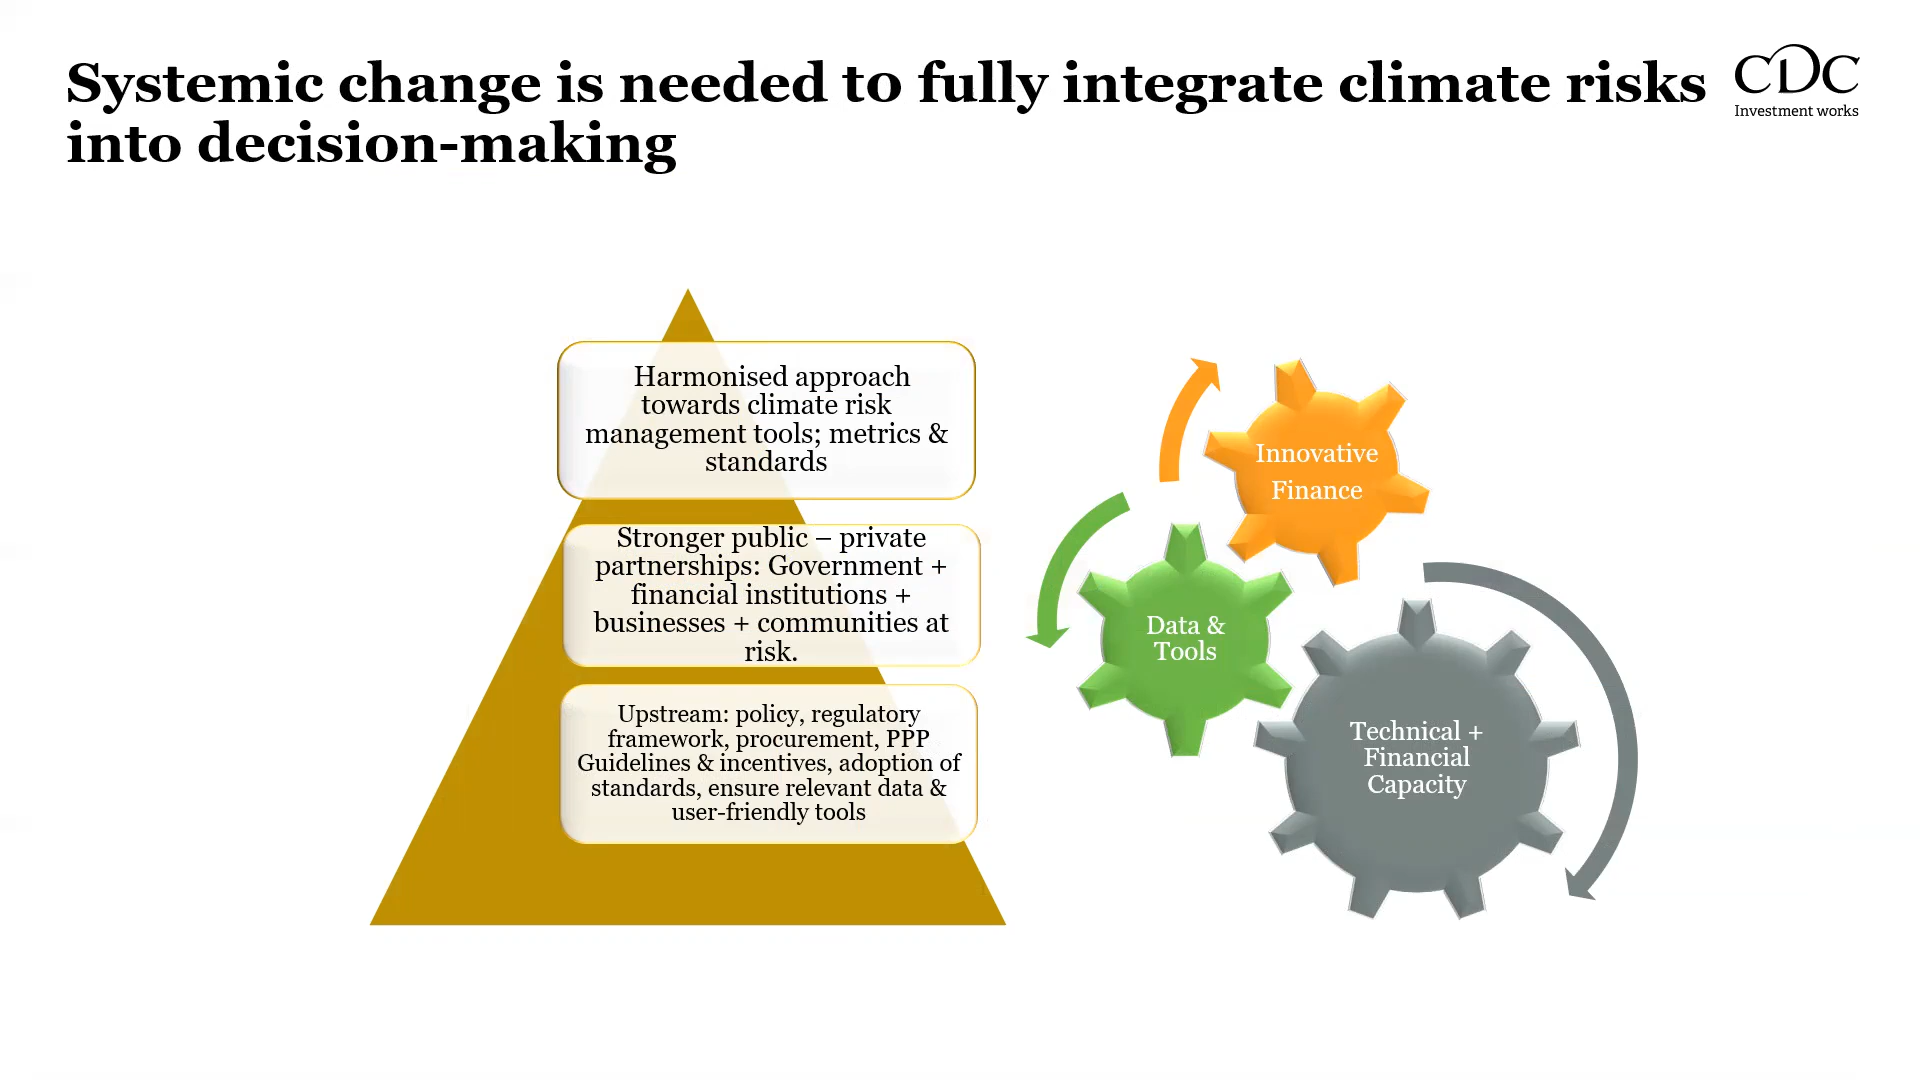 Systemic change is needed to fully integrate climate risks
into decision-making
CDC
Investment works
Harmonised approach
towards climate risk
management tools; metrics &
standards
Stronger public – private
partnerships: Government +
financial institutions +
businesses + communities at
risk.
Upstream: policy, regulatory
framework, procurement, PPP
Guidelines & incentives, adoption of
standards, ensure relevant data &
user-friendly tools
Innovative
Finance
Data &
Tools
Technical +
Financial
Capacity